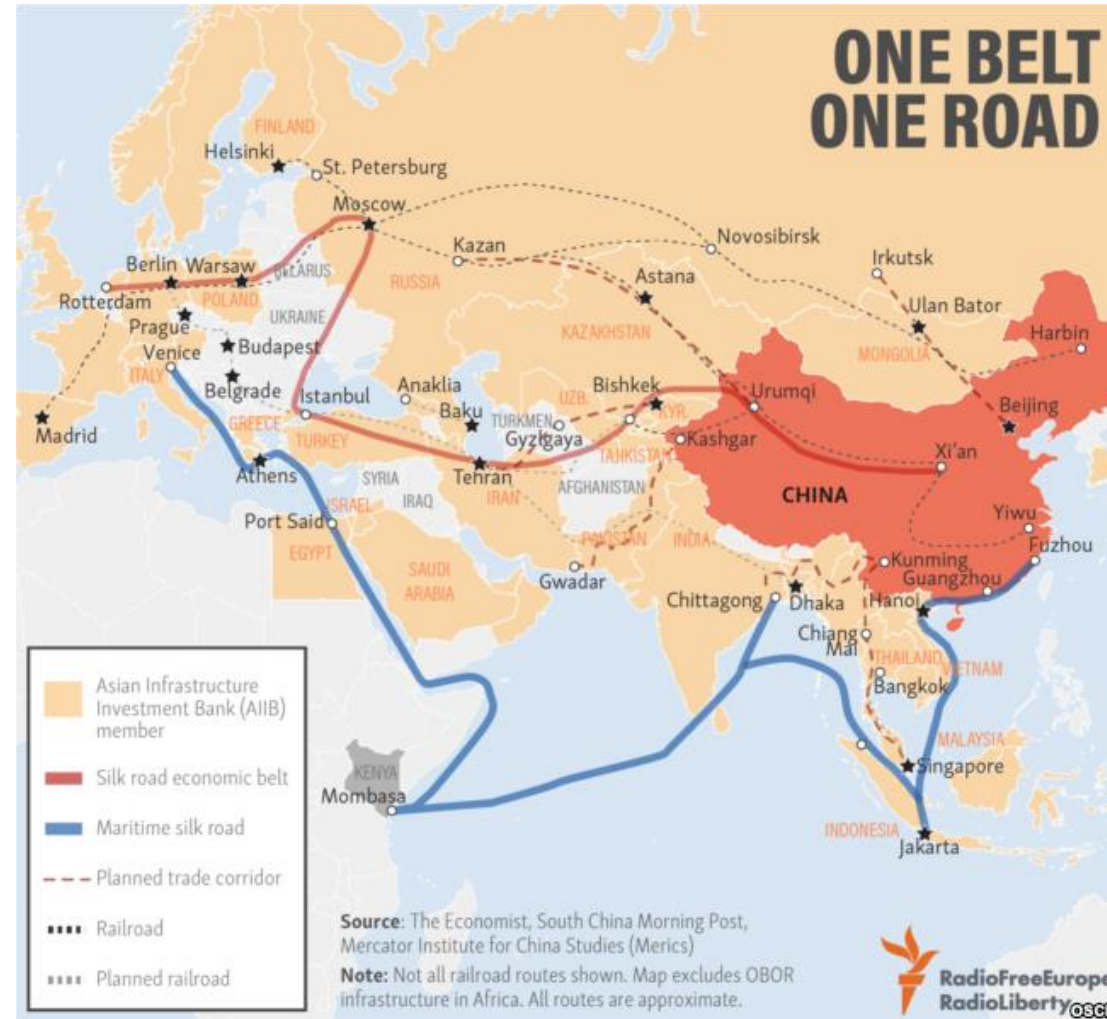 ONE BELT
ONE ROAD
FINLAND
Helsinki
St. Petersburg
Moscow
Kazan
Novosibirsk
Irkutsk
Berlin
Warsaw
BELARUS
RUSSIA
Astana
Ulan Bator
Rotterdam
POLAND
Harbin
Prague
UKRAINE
KAZAKHSTAN
MONGOLIA
Venice
Budapest
ITALY
Belgrade
Istanbul
Anaklia
UZB.
Bishkek
Urumqi
Beijing
Madrid
GREECE
TURKEY
Baku
TURKMEN.
KYR.
Gyzlgaya
Kashgar
Athens
Tehran
TAJIKISTAN
Xi'an
SYRIA
IRAQ
IRAN
AFGHANISTAN
CHINA
ISRAEL
Port Said
Yiwu
EGYPT
PAKISTAN
INDIA
Fuzhou
SAUDI
ARABIA
Gwadar
Kunming
Guangzhou
Chittagong
Dhaka
Hanoi
Chiang
Mai
THAILAND
VIETNAM
Bangkok
MALAYSIA
Singapore
KENYA
Mombasa
INDONESIA
Jakarta
Asian Infrastructure
Investment Bank (AIIB)
member
Silk road economic belt
Maritime silk road
Planned trade corridor
Railroad
Planned railroad
Source: The Economist, South China Morning Post,
Mercator Institute for China Studies (Merics)
Note: Not all railroad routes shown. Map excludes OBOR
infrastructure in Africa. All routes are approximate.
RadioFreeEurope
RadioLiberty